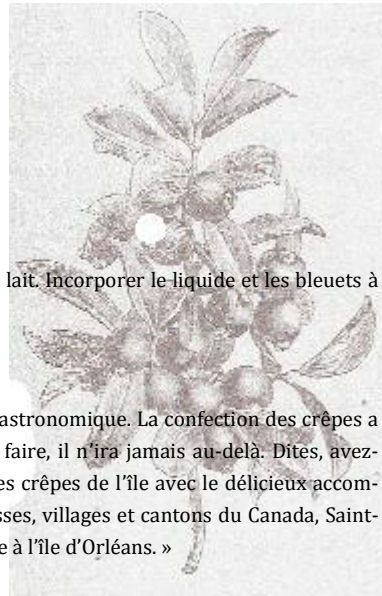 lait. Incorporer le liquide et les bleuets à
astronomique. La confection des crêpes a
faire, il n’ira jamais au-delà. Dites, avez-
es crêpes de l’île avec le délicieux accom-
sses, villages et cantons du Canada, Saint-
e à l’île d’Orléans. »